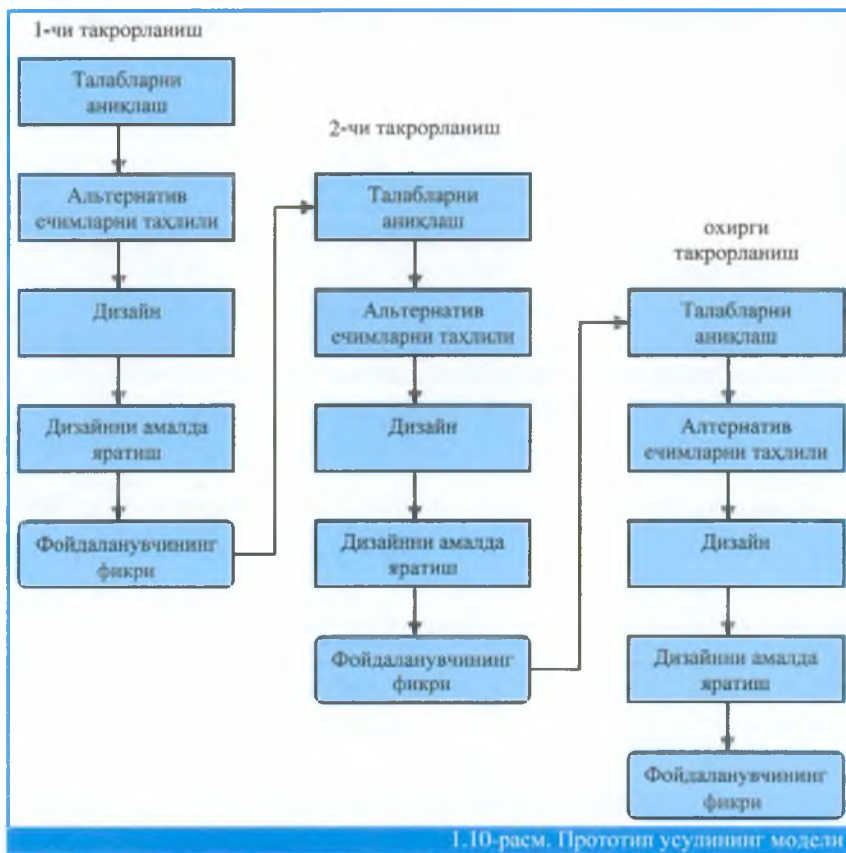 1-чи такрорланиш
Талабларни
аниқлаш
Альтернатив
ечимларни таҳлили
Дизайн
Дизайнни амалда
яратиш
Фойдаланувчининг
фикри
2-чи такрорланиш
Талабларни
аниқлаш
Альтернатив
ечимларни таҳлили
Дизайн
Дизайнни амалда
яратиш
Фойдаланувчининг
фикри
охирги
такрорланиш
Талабларни
аниқлаш
Алтернатив
ечимларни таҳлили
Дизайн
Дизайнни амалда
яратиш
Фойдаланувчининг
фикри
1.10-расм. Прототип усулининг модели